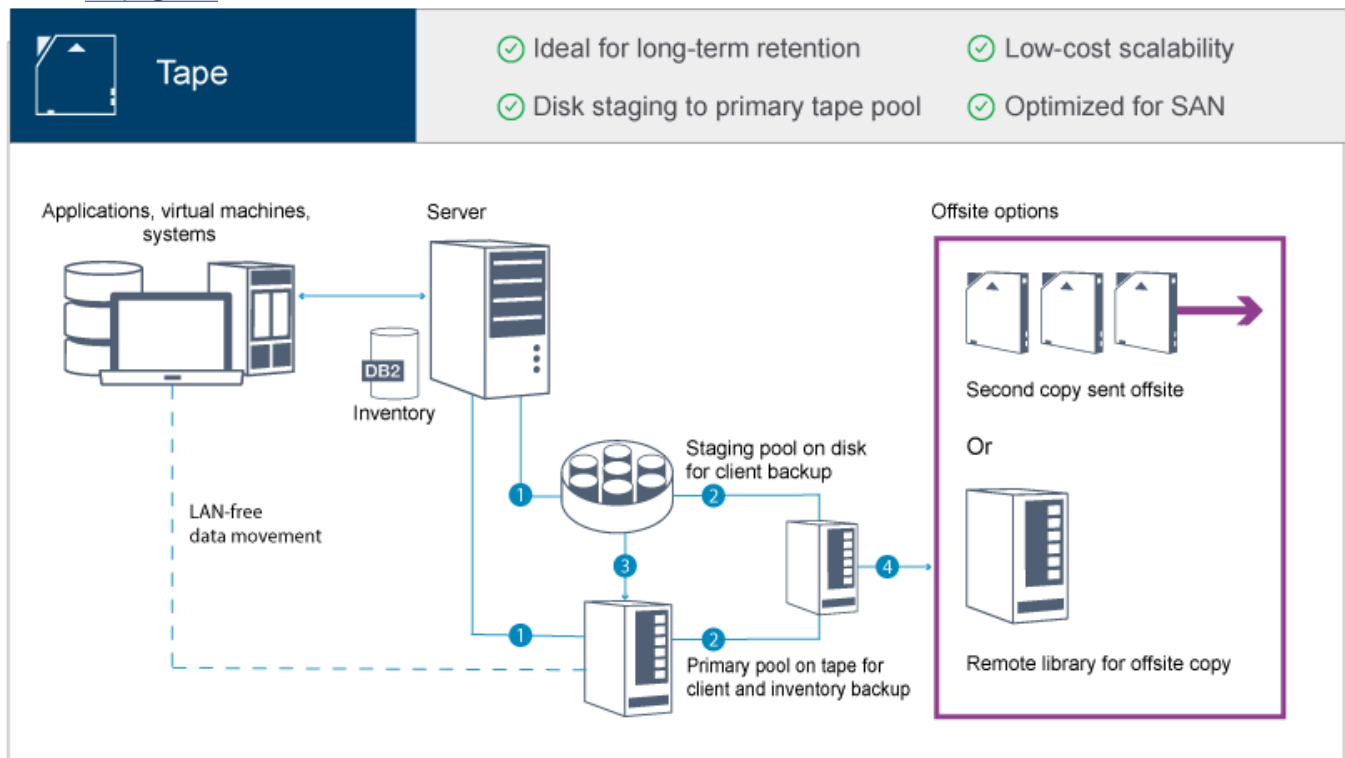 Tape
Ideal for long-term retention
Low-cost scalability
Disk staging to primary tape pool
Optimized for SAN
Applications, virtual machines,
systems
Server
Offsite options
DB2
Inventory
Second copy sent offsite
Staging pool on disk
for client backup
Or
1
2
LAN-free
data movement
3
4
1
2
Primary pool on tape for
client and inventory backup
Remote library for offsite copy